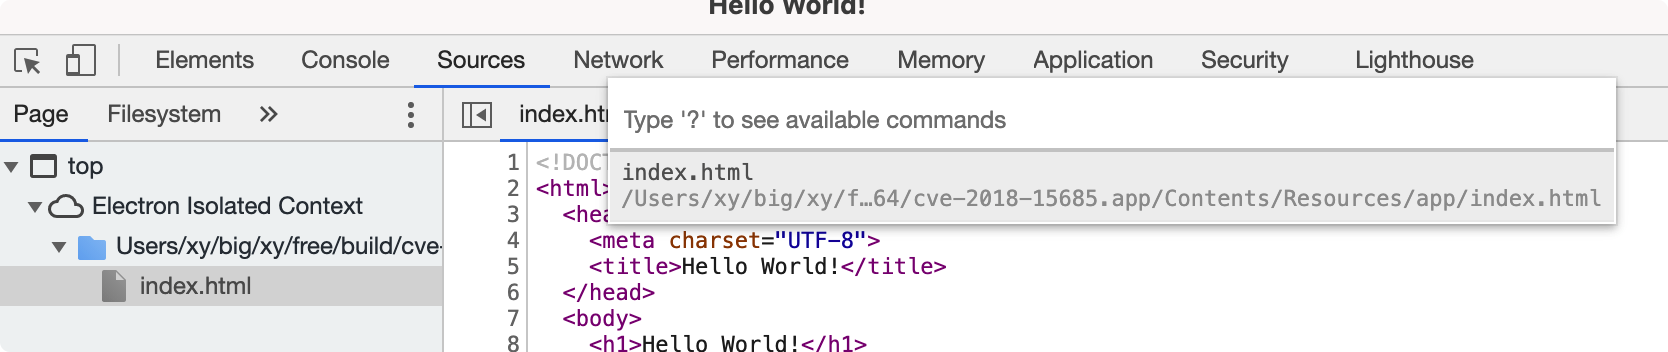 Hello World!
Elements Console Sources Network Performance Memory Application Security Lighthouse
Page Filesystem »
index.ht
Type '?' to see available commands
index.html
/Users/xy/big/xy/f…64/cve-2018-15685.app/Contents/Resources/app/index.html
top
Electron Isolated Context
Users/xy/big/xy/free/build/cve-
index.html
1 <!DOCT
2 <html>
3 <hea
4 <meta charset="UTF-8">
5 <title>Hello World!</title>
6 </head>
7 <body>
8 <h1>Hello World!</h1>